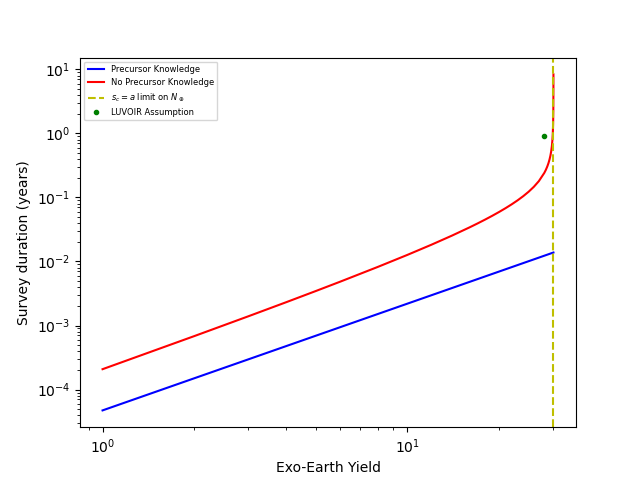 Precursor Knowledge
No Precursor Knowledge
$s_c = a$ limit on $N_\oplus$
LUVOIR Assumption
Survey duration (years)
10¹
10⁰
10⁻¹
10⁻²
10⁻³
10⁻⁴
10⁰
10¹
Exo-Earth Yield